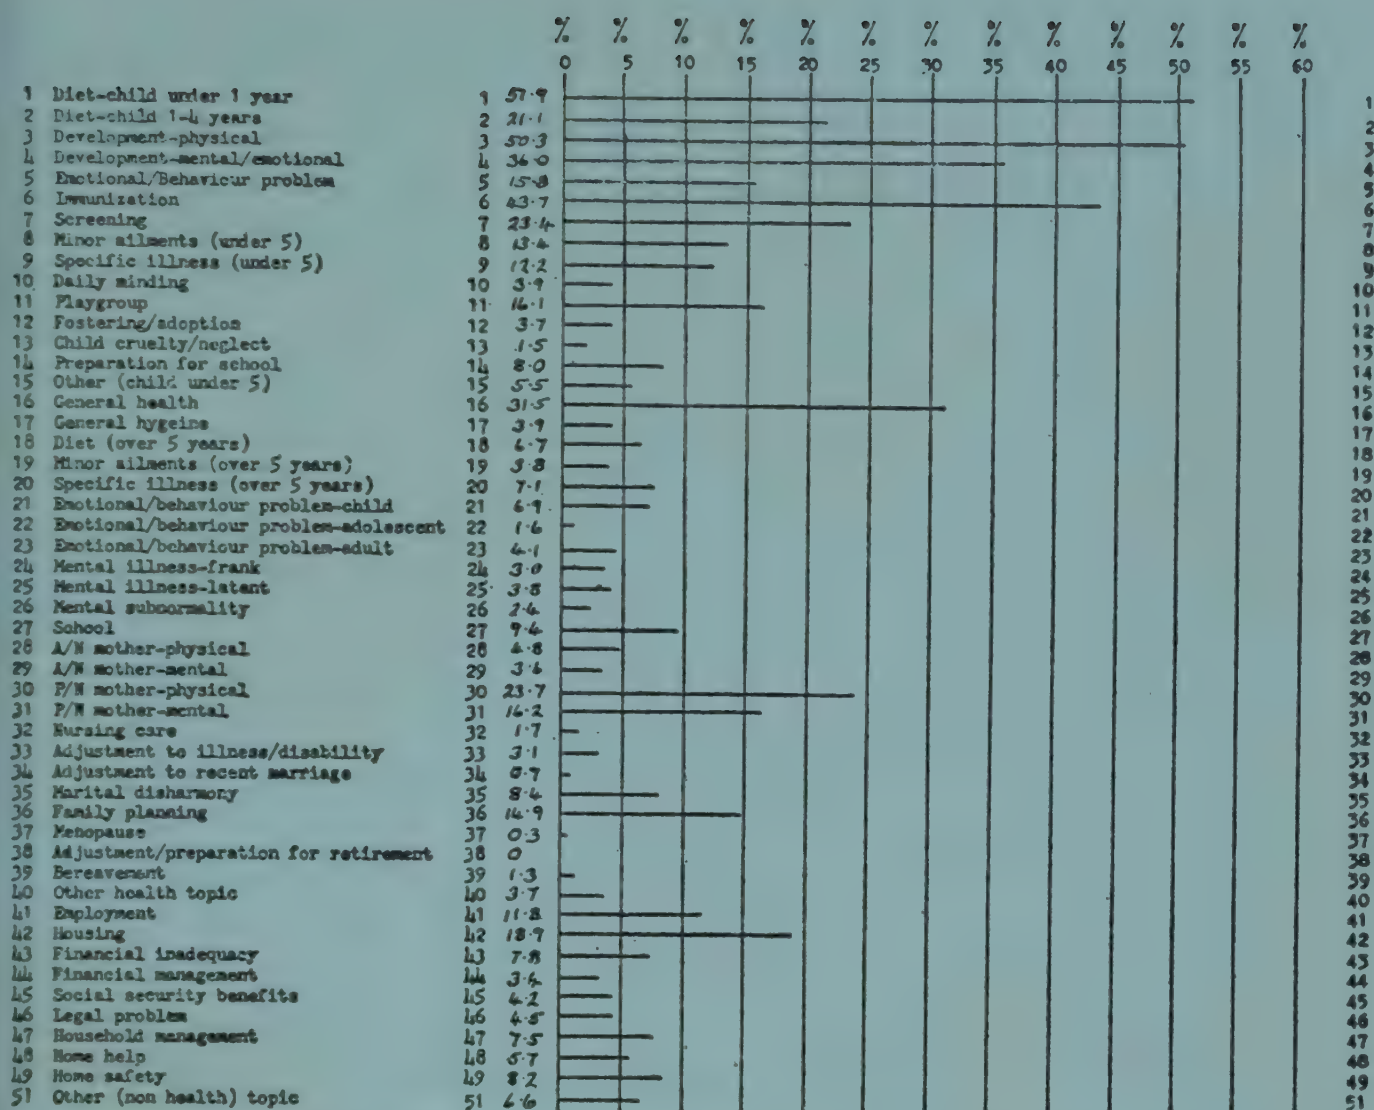 % % % % % % % % % % % % %
0 5 10 15 20 25 30 35 40 45 50 55 60
1 Diet-child under 1 year 1 51.9 1
2 Diet-child 1-4 years 2 21.1 2
3 Development-physical 3 50.3 3
4 Development-mental/emotional 4 36.0 4
5 Emotional/Behaviour problem 5 15.8 5
6 Immunization 6 43.7 6
7 Screening 7 23.4 7
8 Minor ailments (under 5) 8 13.4 8
9 Specific illness (under 5) 9 12.2 9
10 Daily minding 10 3.9 10
11 Playgroup 11 16.1 11
12 Fostering/adoption 12 3.7 12
13 Child cruelty/neglect 13 1.5 13
14 Preparation for school 14 8.0 14
15 Other (child under 5) 15 5.5 15
16 General health 16 31.5 16
17 General hygeine 17 3.9 17
18 Diet (over 5 years) 18 6.7 18
19 Minor ailments (over 5 years) 19 3.8 19
20 Specific illness (over 5 years) 20 7.1 20
21 Emotional/behaviour problem-child 21 6.9 21
22 Emotional/behaviour problem-adolescent 22 1.6 22
23 Emotional/behaviour problem-adult 23 4.1 23
24 Mental illness-frank 24 3.0 24
25 Mental illness-latent 25 3.8 25
26 Mental subnormality 26 2.4 26
27 School 27 9.4 27
28 A/N mother-physical 28 4.8 28
29 A/N mother-mental 29 29
30 P/N mother-physical 30 23.7 30
31 P/N mother-mental 31 16.2 31
32 Nursing care 32 1.7 32
33 Adjustment to illness/disability 33 3.1 33
34 Adjustment to recent marriage 34 0.7 34
35 Marital disharmony 35 8.4 35
36 Family planning 36 14.9 36
37 Menopause 37 0.3 37
38 Adjustment/preparation for retirement 38 0 38
39 Bereavement 39 1.3 39
40 Other health topic 40 3.7 40
41 Employment 41 11.8 41
42 Housing 42 18.9 42
43 Financial inadequacy 43 7.8 43
44 Financial management 44 3.4 44
45 Social security benefits 45 4.2 45
46 Legal problem 46 4.5 46
47 Household management 47 7.5 47
48 Home help 48 5.7 48
49 Home safety 49 8.2 49
51 Other (non health) topic 51 6.6 51